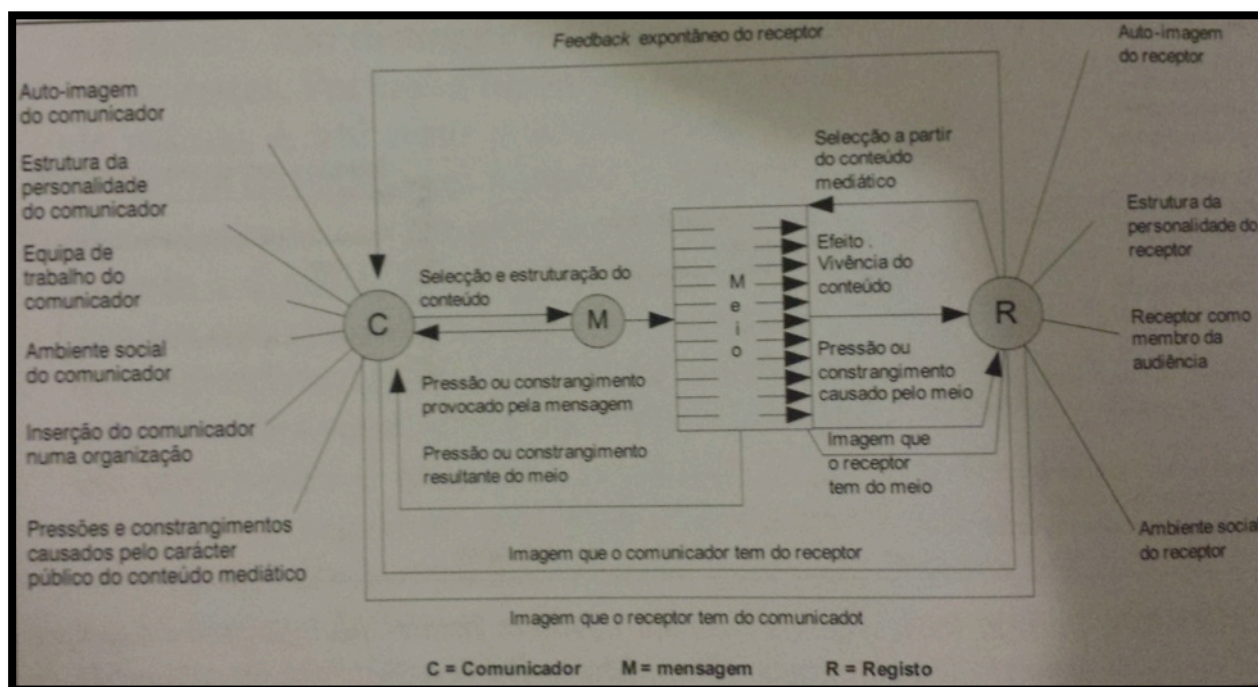 Feedback expontâneo do receptor
Auto-imagem
do comunicador
Estrutura da
personalidade
do comunicador
Equipa de
trabalho do
comunicador
Ambiente social
do comunicador
Inserção do comunicador
numa organização
Pressões e constrangimentos
causados pelo carácter
público do conteúdo mediático
C
Selecção e estruturação do
conteúdo
M
Pressão ou constrangimento
provocado pela mensagem
Pressão ou constrangimento
resultante do meio
M
e
i
o
Selecção a partir
do conteúdo
mediático
Efeito .
Vivência do
conteúdo
Pressão ou
constrangimento
causado pelo meio
Imagem que
o receptor
tem do meio
R
Auto-imagem
do receptor
Estrutura da
personalidade do
receptor
Receptor como
membro da
audiência
Ambiente social
do receptor
Imagem que o comunicador tem do receptor
Imagem que o receptor tem do comunicadot
C = Comunicador M = mensagem R = Registo